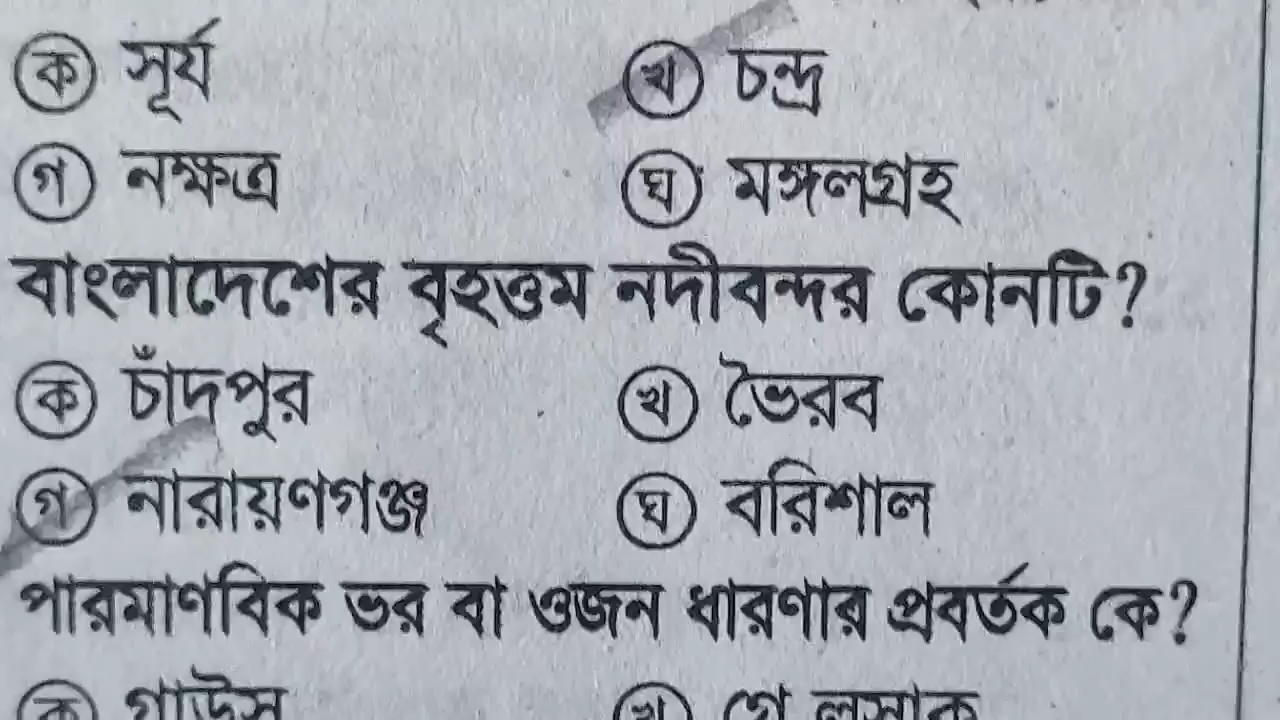 ক সূর্য খ চন্দ্র
গ নক্ষত্র ঘ মঙ্গলগ্রহ
বাংলাদেশের বৃহত্তম নদীবন্দর কোনটি?
ক চাঁদপুর খ ভৈরব
গ নারায়ণগঞ্জ ঘ বরিশাল
পারমাণবিক ভর বা ওজন ধারণার প্রবর্তক কে?
ক গাউস খ গে লুসাক